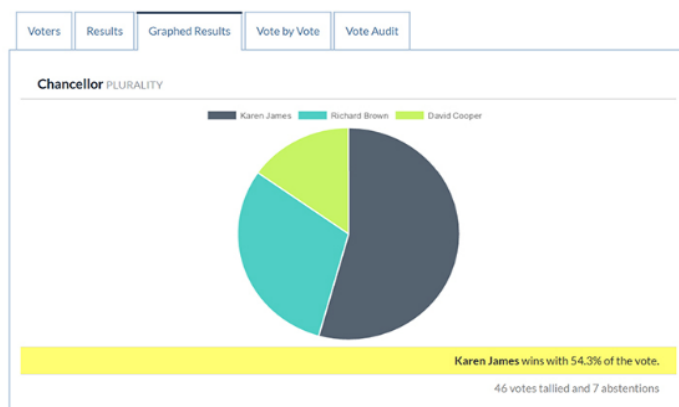 Voters Results Graphed Results Vote by Vote Vote Audit
Chancellor PLURALITY
Karen James Richard Brown David Cooper
Karen James wins with 54.3% of the vote.
46 votes tallied and 7 abstentions